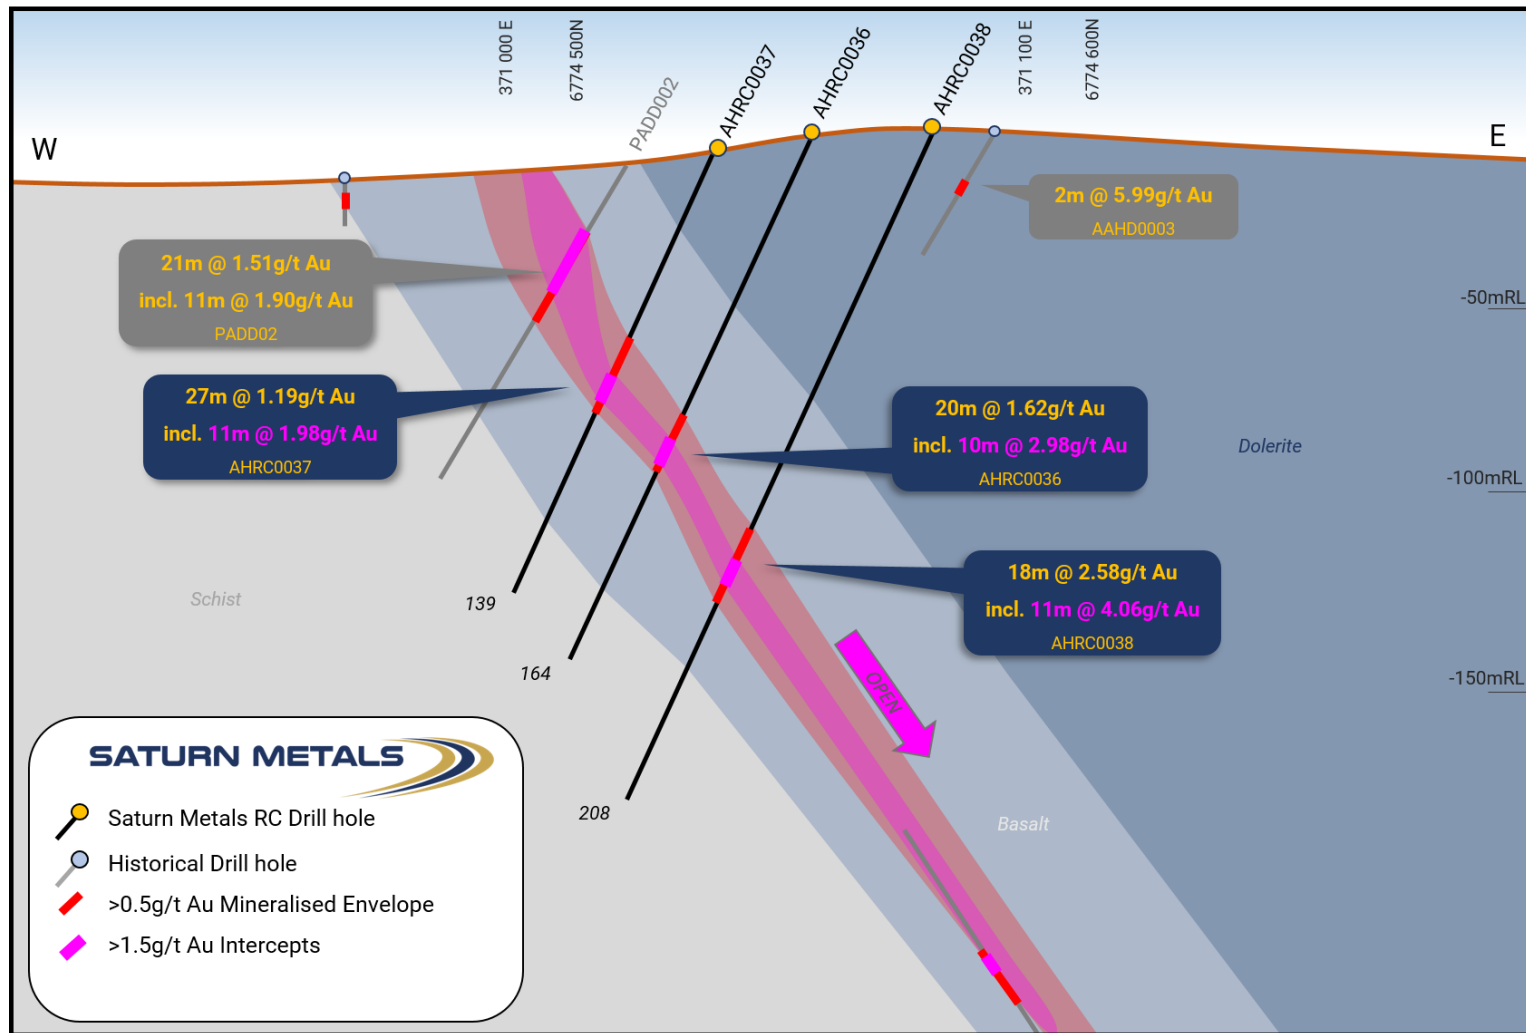 371 000 E
6774 500N
371 100 E
6774 600N
PADD002
AHRC0037
AHRC0036
AHRC0038
W
E
2m @ 5.99g/t Au
AAHD0003
21m @ 1.51g/t Au
incl. 11m @ 1.90g/t Au
PADD02
-50mRL
27m @ 1.19g/t Au
incl. 11m @ 1.98g/t Au
AHRC0037
20m @ 1.62g/t Au
incl. 10m @ 2.98g/t Au
AHRC0036
Dolerite
-100mRL
18m @ 2.58g/t Au
incl. 11m @ 4.06g/t Au
AHRC0038
Schist
139
164
208
OPEN
-150mRL
Basalt
SATURN METALS
Saturn Metals RC Drill hole
Historical Drill hole
>0.5g/t Au Mineralised Envelope
>1.5g/t Au Intercepts